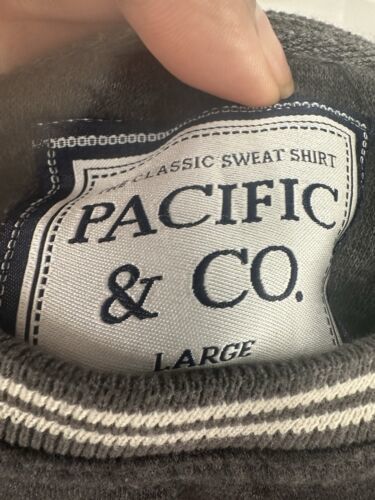 THE CLASSIC SWEAT SHIRT
PACIFIC
& CO.
LARGE